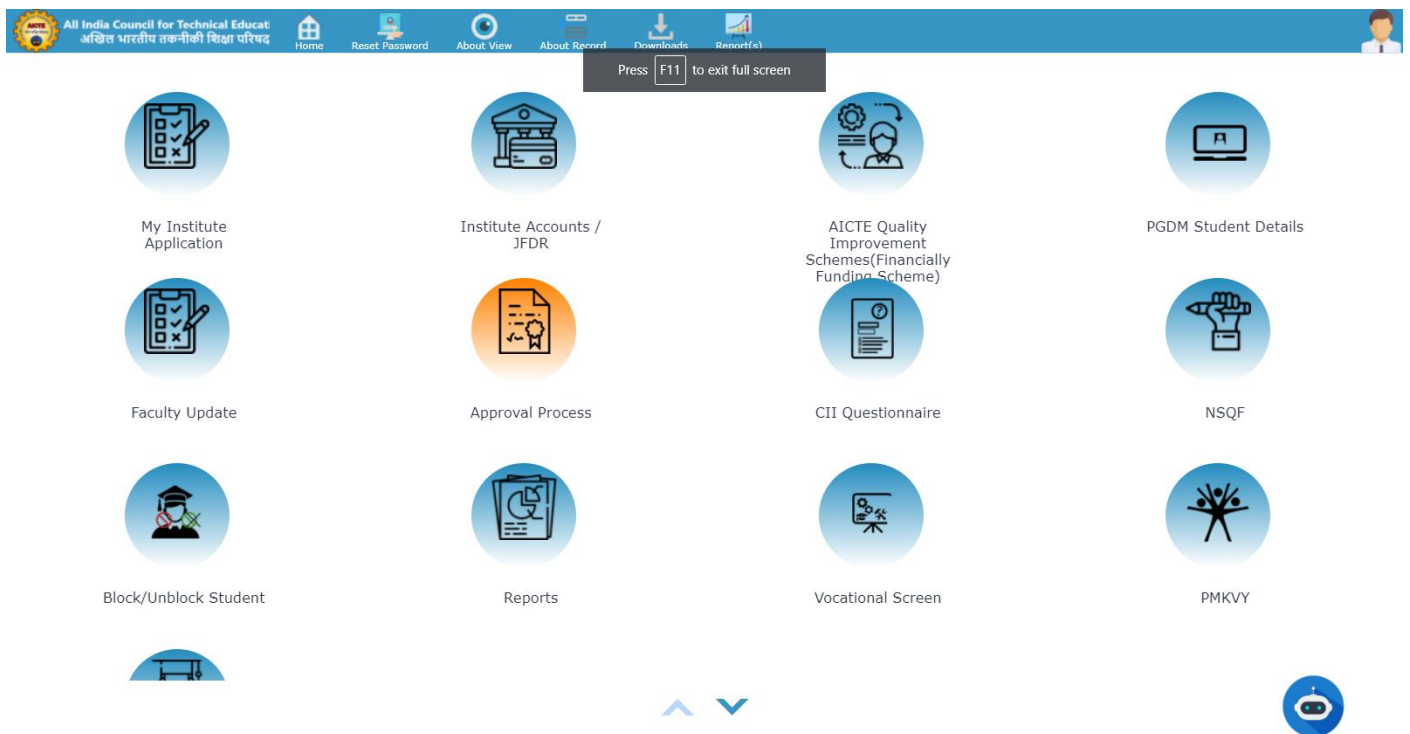 All India Council for Technical Educati
अखिल भारतीय तकनीकी शिक्षा परिषद
AICTE
Home
Reset Password
About View
About Record
Downloads
Report(s)
Press F11 to exit full screen
My Institute
Application
Institute Accounts /
JFDR
AICTE Quality
Improvement
Schemes(Financially
Funding Scheme)
PGDM Student Details
Faculty Update
Approval Process
CII Questionnaire
NSQF
Block/Unblock Student
Reports
Vocational Screen
PMKVY